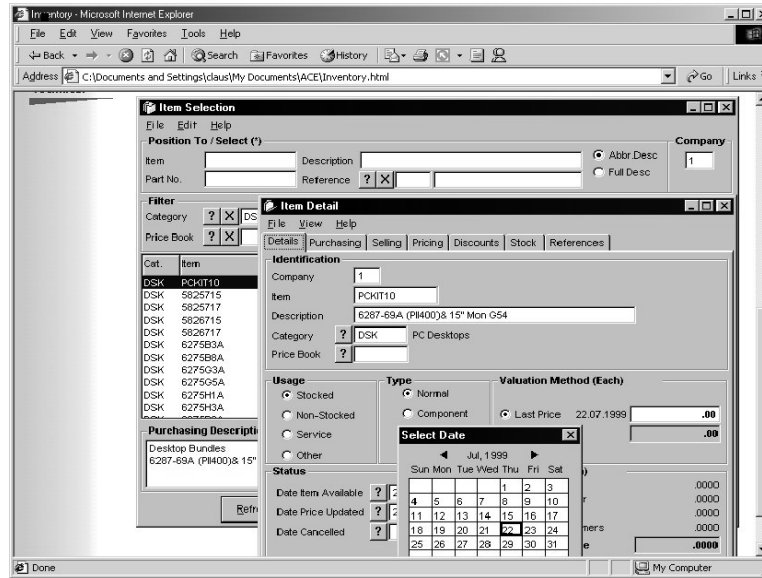 Inventory - Microsoft Internet Explorer
File Edit View Favorites Tools Help
Back Search Favorites History
Address C:\Documents and Settings\claus\My Documents\ACE\Inventory.html Go Links
Item Selection
File Edit Help
Position To / Select (*) Company
Item Description Abbr.Desc 1
Part No. Reference ? X Full Desc
Filter
Category ? X DS
Price Book ? X
Cat. Item
DSK PCKIT10
DSK 5825715
DSK 5825717
DSK 5826715
DSK 5826717
DSK 6275B3A
DSK 6275B8A
DSK 6275G3A
DSK 6275G5A
DSK 6275H1A
DSK 6275H3A
Purchasing Descripti
Desktop Bundles
6287-69A (PII400)& 15"
Refr
Item Detail
File View Help
Details Purchasing Selling Pricing Discounts Stock References
Identification
Company 1
Item PCKIT10
Description 6287-69A (PII400)& 15" Mon G54
Category ? DSK PC Desktops
Price Book ?
Usage Type Valuation Method (Each)
Stocked Normal
Non-Stocked Component Last Price 22.07.1999 .00
Service .00
Other
Status
Date Item Available ? 2 .0000
Date Price Updated ? 2 .0000
Date Cancelled ? mers .0000
e .0000
Select Date X
Jul, 1999
Sun Mon Tue Wed Thu Fri Sat
1 2 3
4 5 6 7 8 9 10
11 12 13 14 15 16 17
18 19 20 21 22 23 24
25 26 27 28 29 30 31
Done My Computer